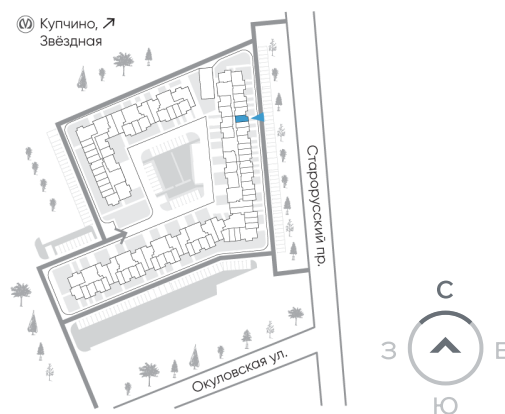 Купчино, ↗
Звёздная
Старорусский пр.
Окуловская ул.
С
З
В
Ю